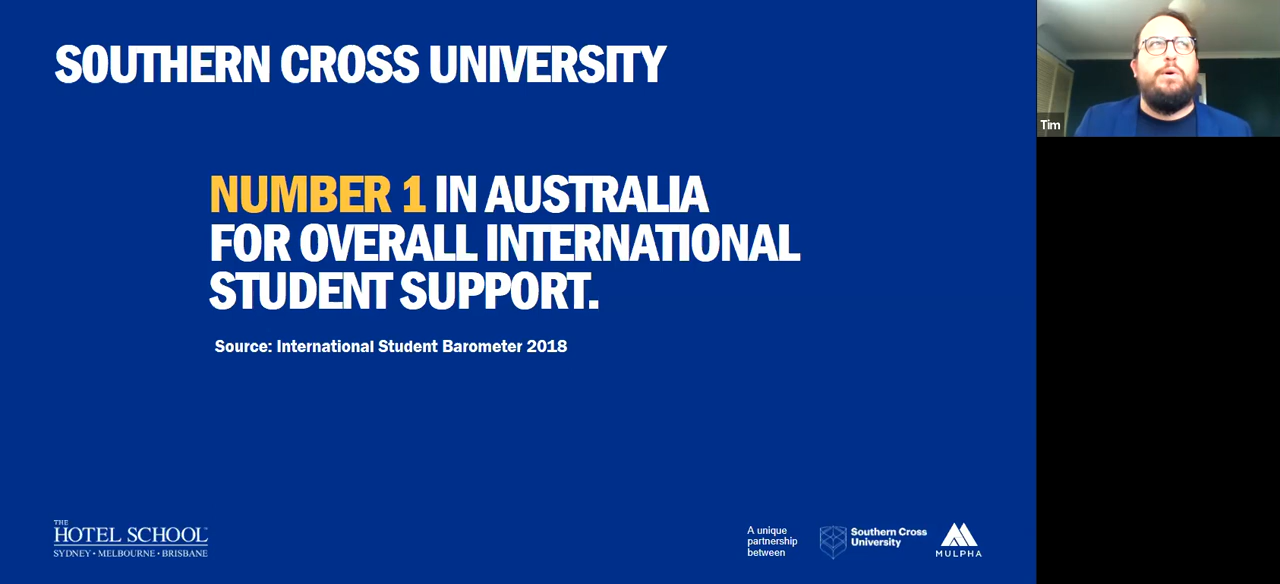 SOUTHERN CROSS UNIVERSITY
NUMBER 1 IN AUSTRALIA
FOR OVERALL INTERNATIONAL
STUDENT SUPPORT.
Source: International Student Barometer 2018
Tim
THE
HOTEL SCHOOL
SYDNEY • MELBOURNE • BRISBANE
A unique
partnership
between
Southern Cross
University
MULPHA